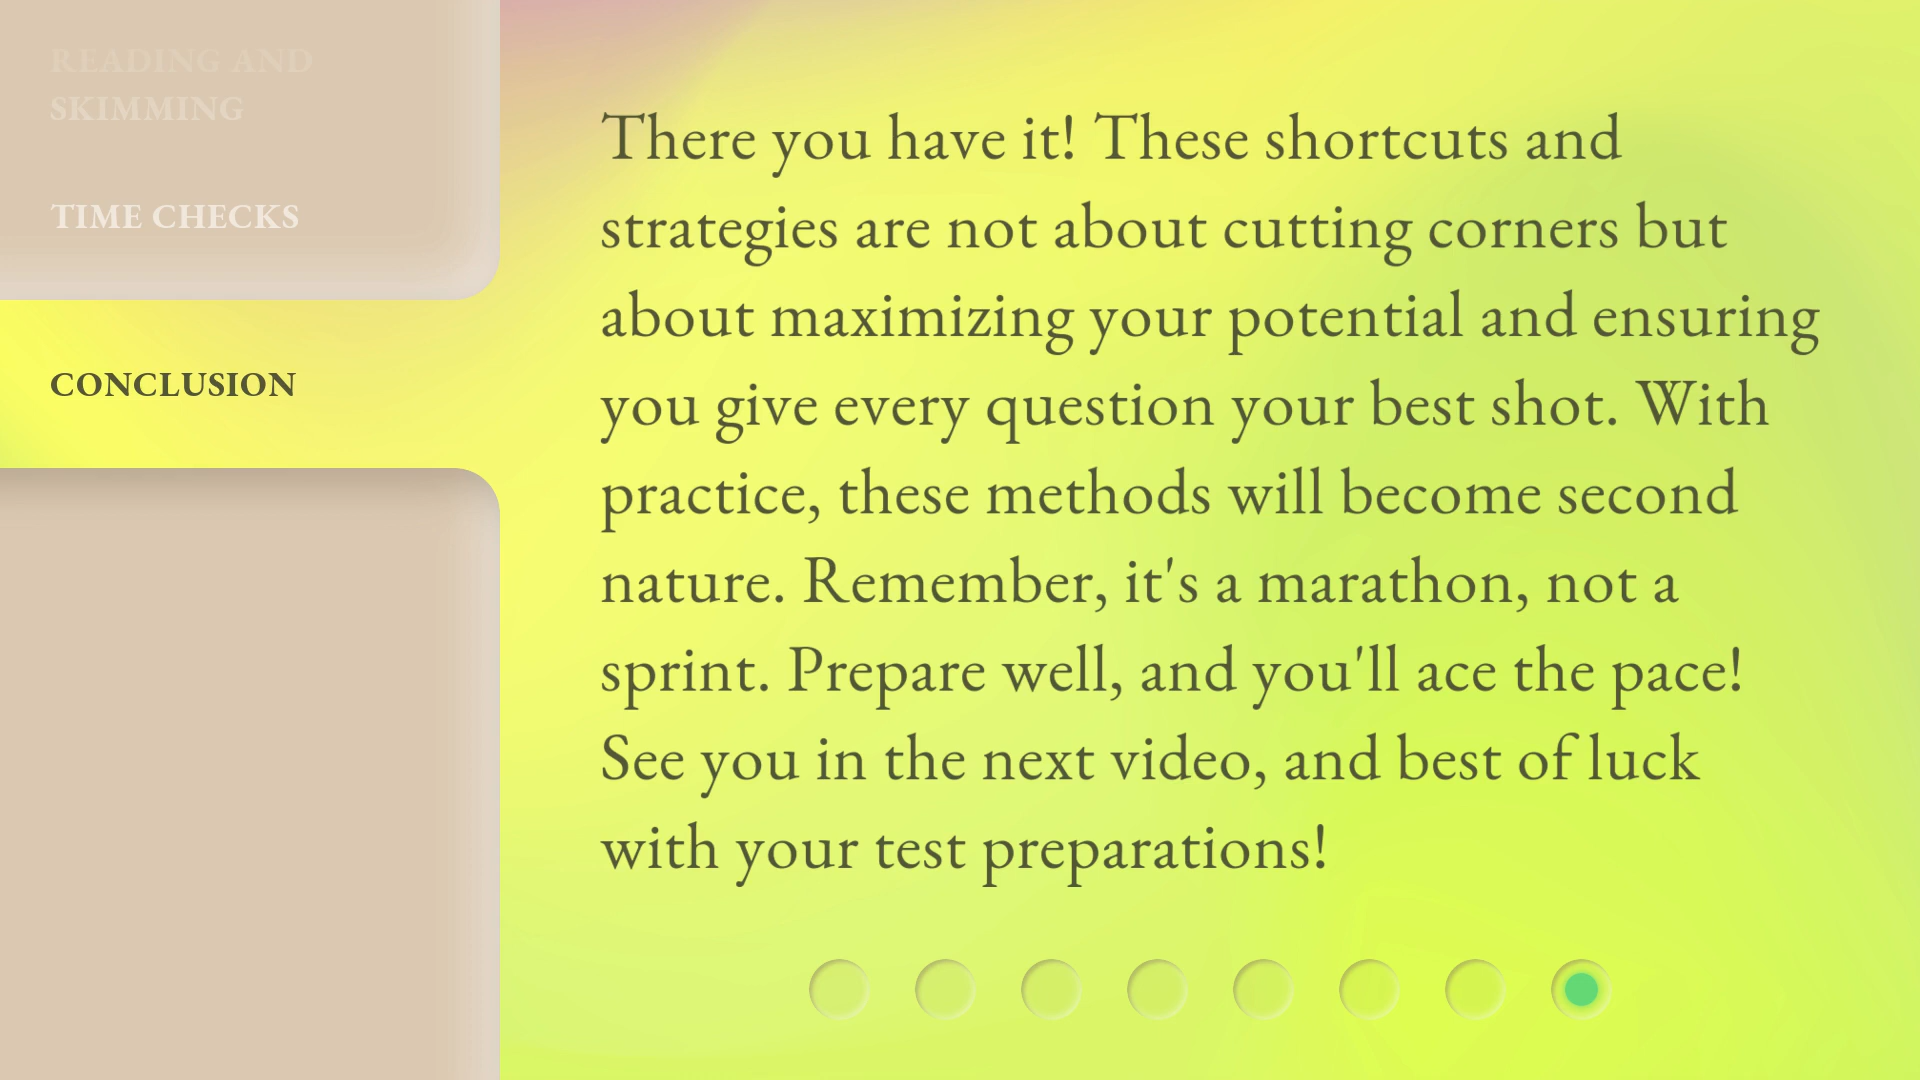 READING AND
SKIMMING
TIME CHECKS
CONCLUSION
There you have it! These shortcuts and
strategies are not about cutting corners but
about maximizing your potential and ensuring
you give every question your best shot. With
practice, these methods will become second
nature. Remember, it's a marathon, not a
sprint. Prepare well, and you'll ace the pace!
See you in the next video, and best of luck
with your test preparations!